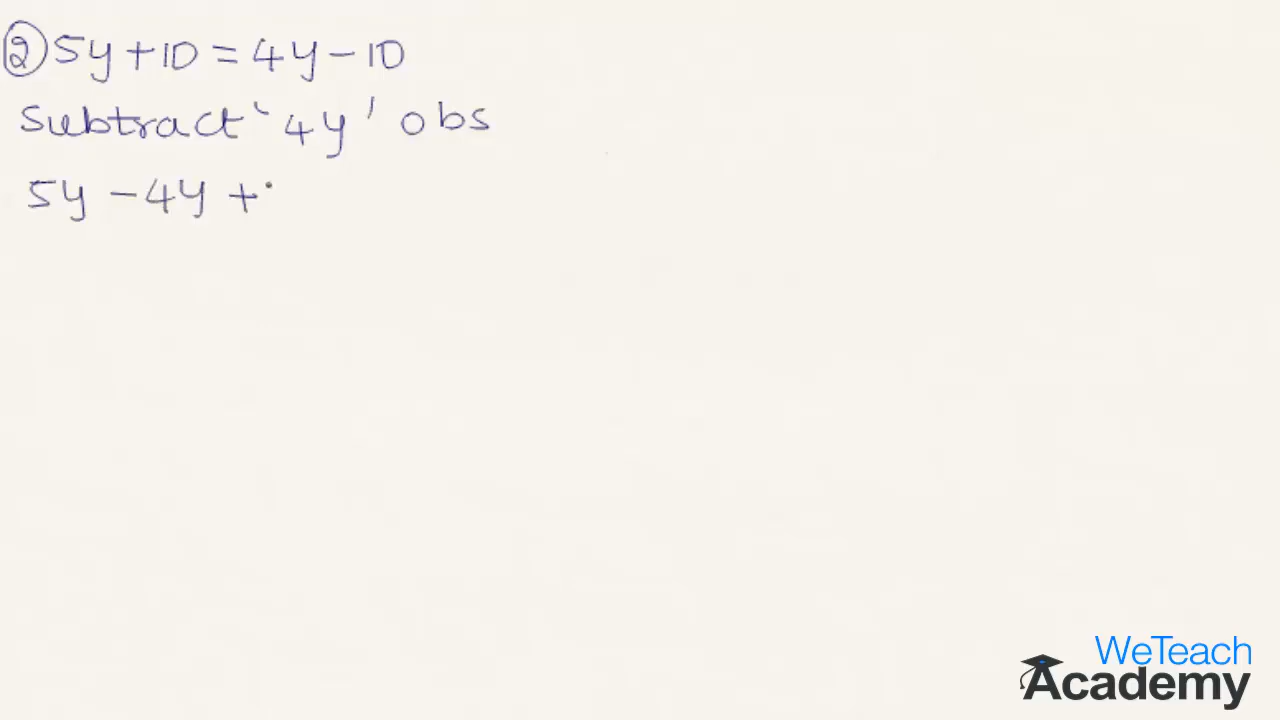 ② 5y + 10 = 4y - 10
Subtract '4y' obs
5y - 4y +
WeTeach
Academy